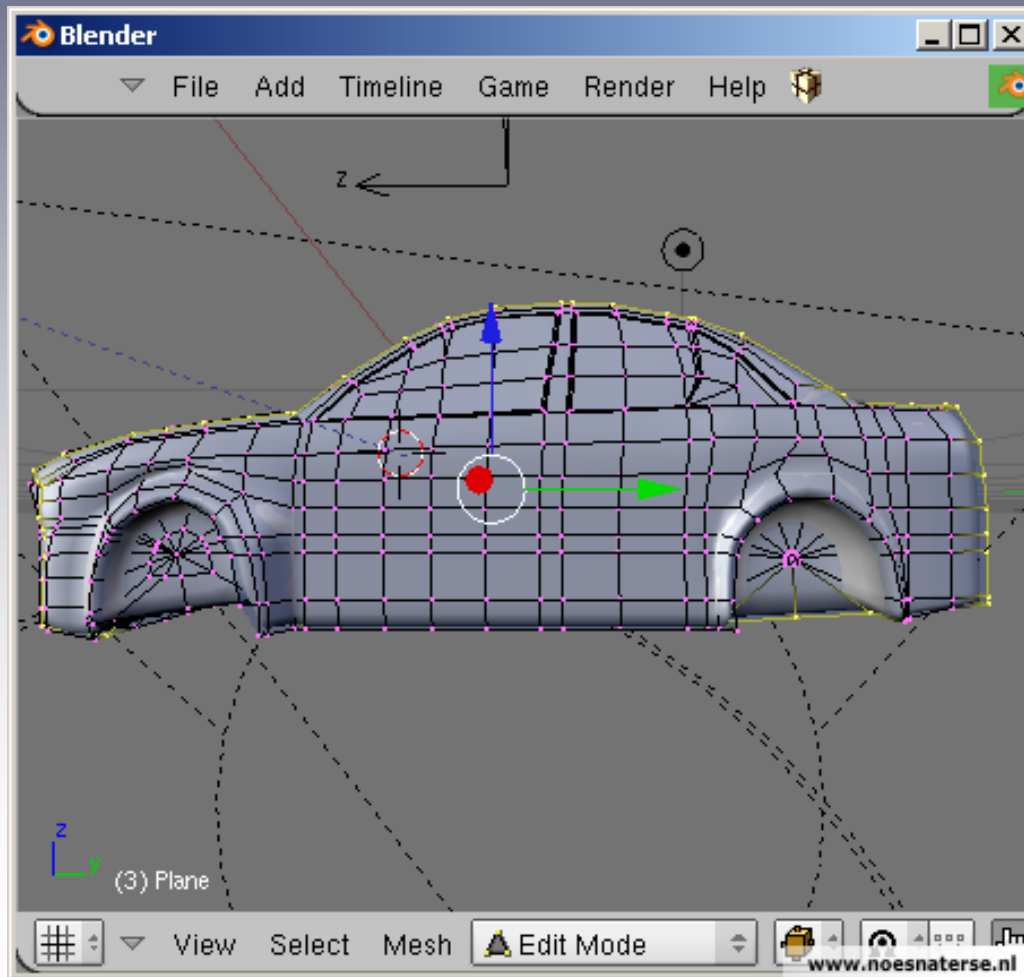 Blender
File Add Timeline Game Render Help
z
z
y
(3) Plane
View Select Mesh Edit Mode
www.noesnaterse.nl